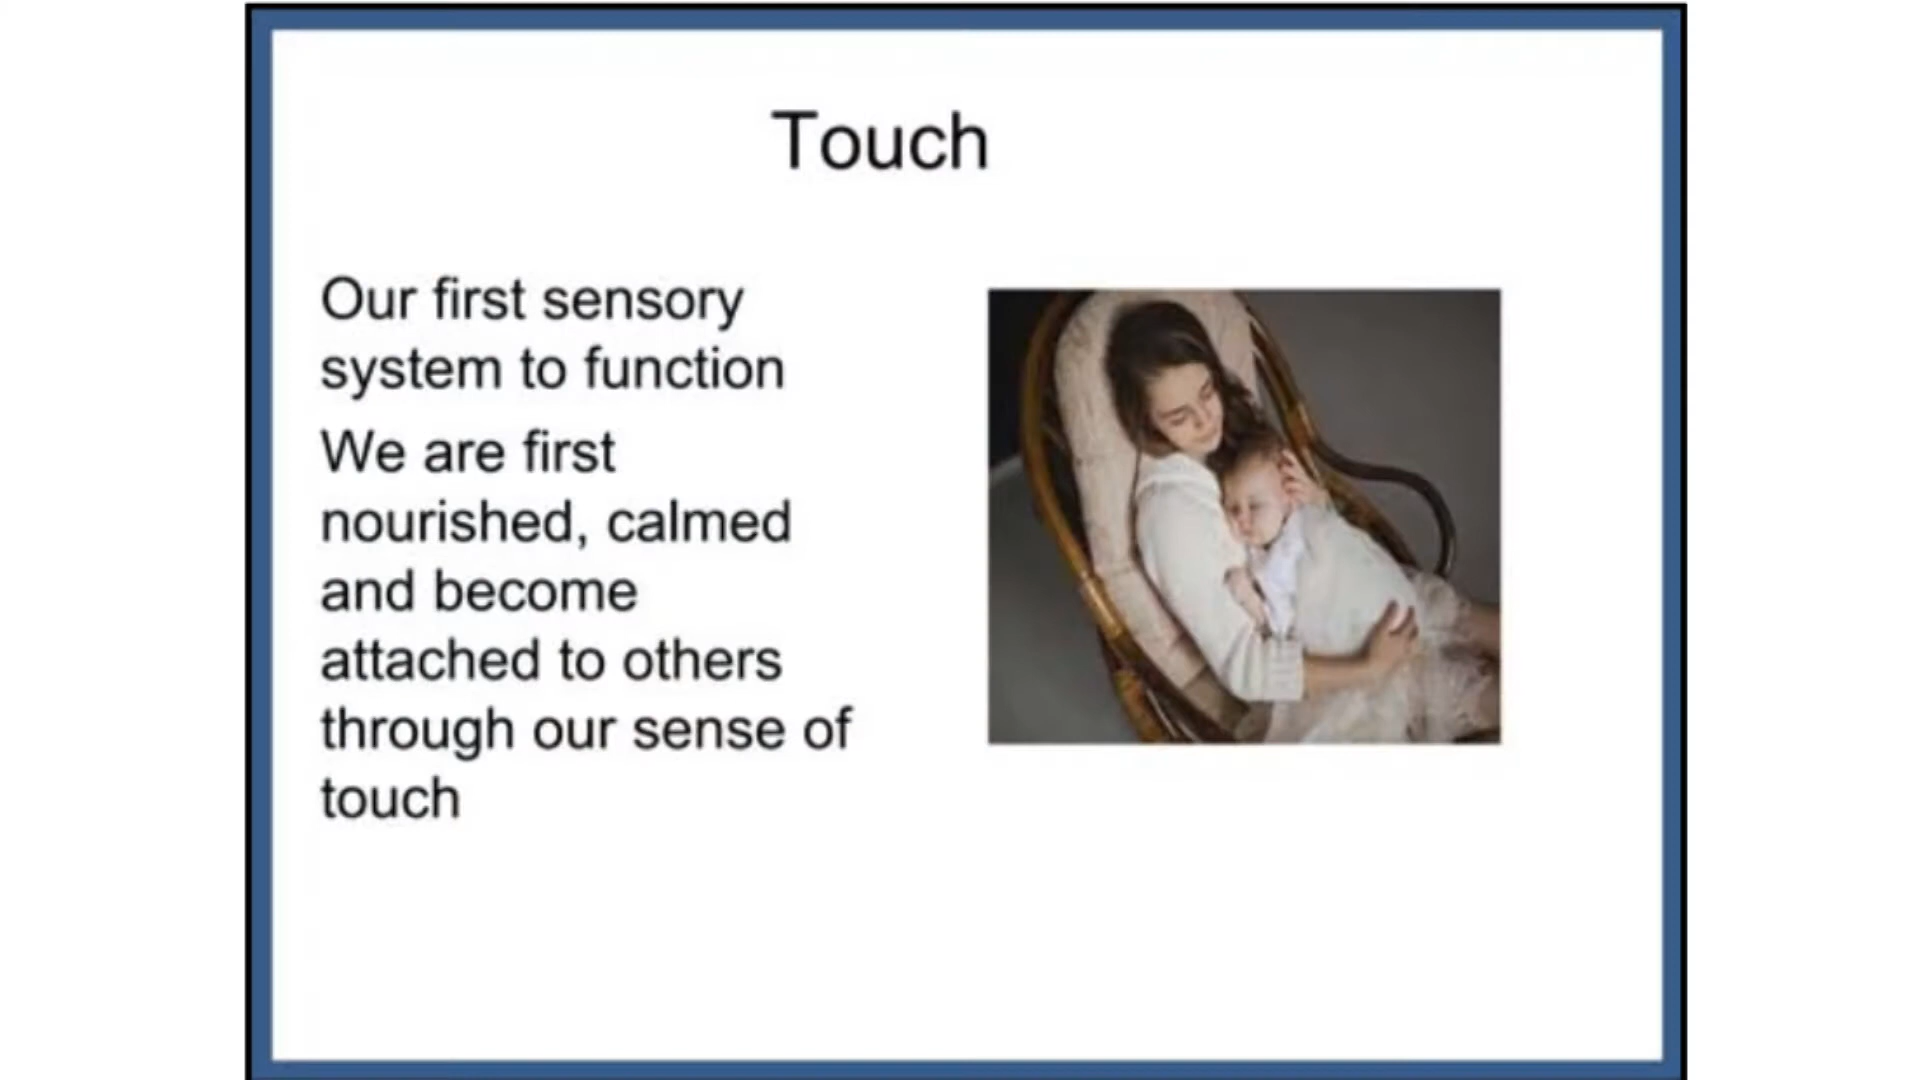 Touch
Our first sensory
system to function
We are first
nourished, calmed
and become
attached to others
through our sense of
touch